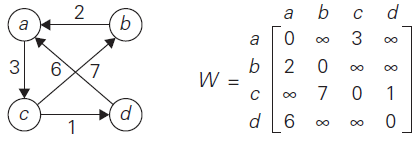 2
a b
3 6 7
c d
1
a b c d
a 0 ∞ 3 ∞
b 2 0 ∞ ∞
W = c ∞ 7 0 1
d 6 ∞ ∞ 0